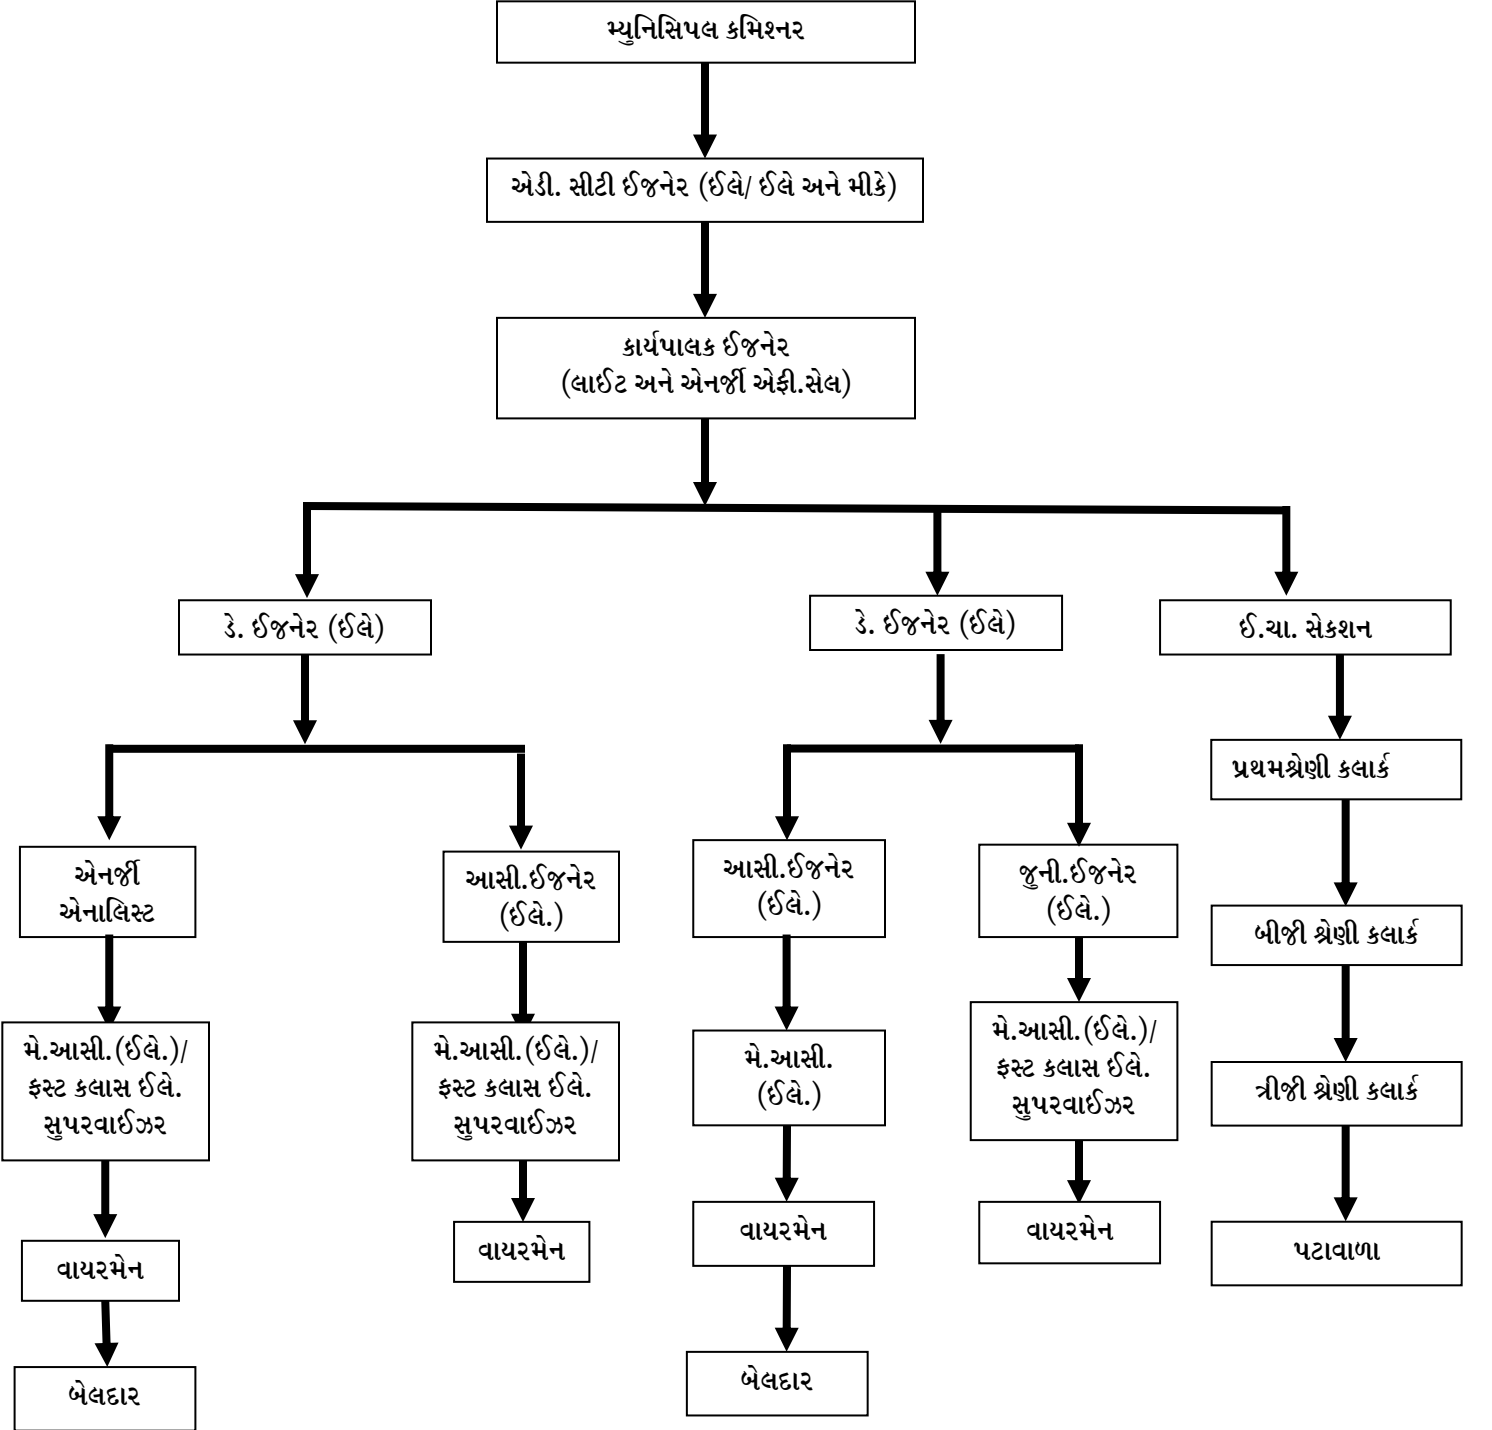 મ્યુનિસિપલ કમિશ્નર
એડી. સીટી ઈજનેર (ઈલે/ ઈલે અને મીકે)
કાર્યપાલક ઈજનેર
(લાઈટ અને એનર્જી એફી.સેલ)
ડે. ઈજનેર (ઈલે)
ડે. ઈજનેર (ઈલે)
ઈ.ચા. સેકશન
પ્રથમશ્રેણી કલાર્ક
એનર્જી
એનાલિસ્ટ
આસી.ઈજનેર
(ઈલે.)
આસી.ઈજનેર
(ઈલે.)
જુની.ઈજનેર
(ઈલે.)
બીજી શ્રેણી કલાર્ક
મે.આસી.(ઈલે.)/
ફસ્ટ કલાસ ઈલે.
સુપરવાઈઝર
મે.આસી.(ઈલે.)/
ફસ્ટ કલાસ ઈલે.
સુપરવાઈઝર
મે.આસી.
(ઈલે.)
મે.આસી.(ઈલે.)/
ફસ્ટ કલાસ ઈલે.
સુપરવાઈઝર
ત્રીજી શ્રેણી કલાર્ક
વાયરમેન
વાયરમેન
વાયરમેન
વાયરમેન
પટાવાળા
બેલદાર
બેલદાર